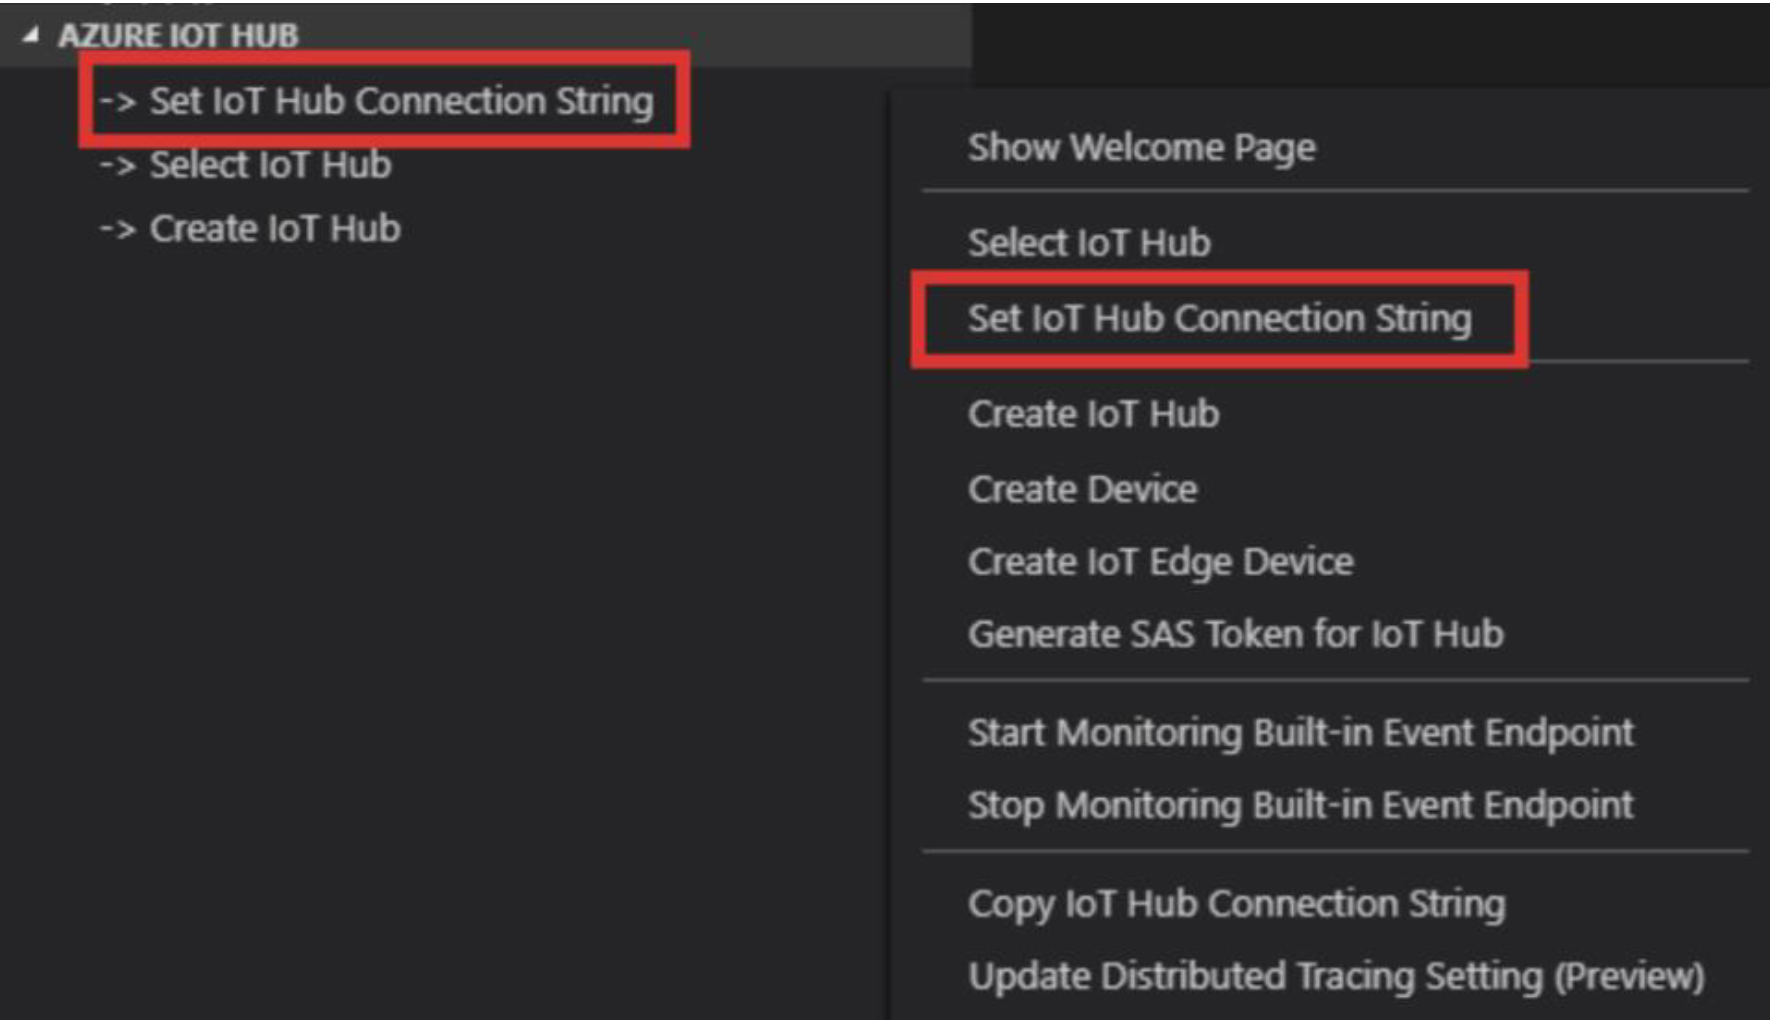 AZURE IOT HUB
-> Set IoT Hub Connection String
-> Select IoT Hub
-> Create IoT Hub
Show Welcome Page
Select IoT Hub
Set IoT Hub Connection String
Create IoT Hub
Create Device
Create IoT Edge Device
Generate SAS Token for IoT Hub
Start Monitoring Built-in Event Endpoint
Stop Monitoring Built-in Event Endpoint
Copy IoT Hub Connection String
Update Distributed Tracing Setting (Preview)